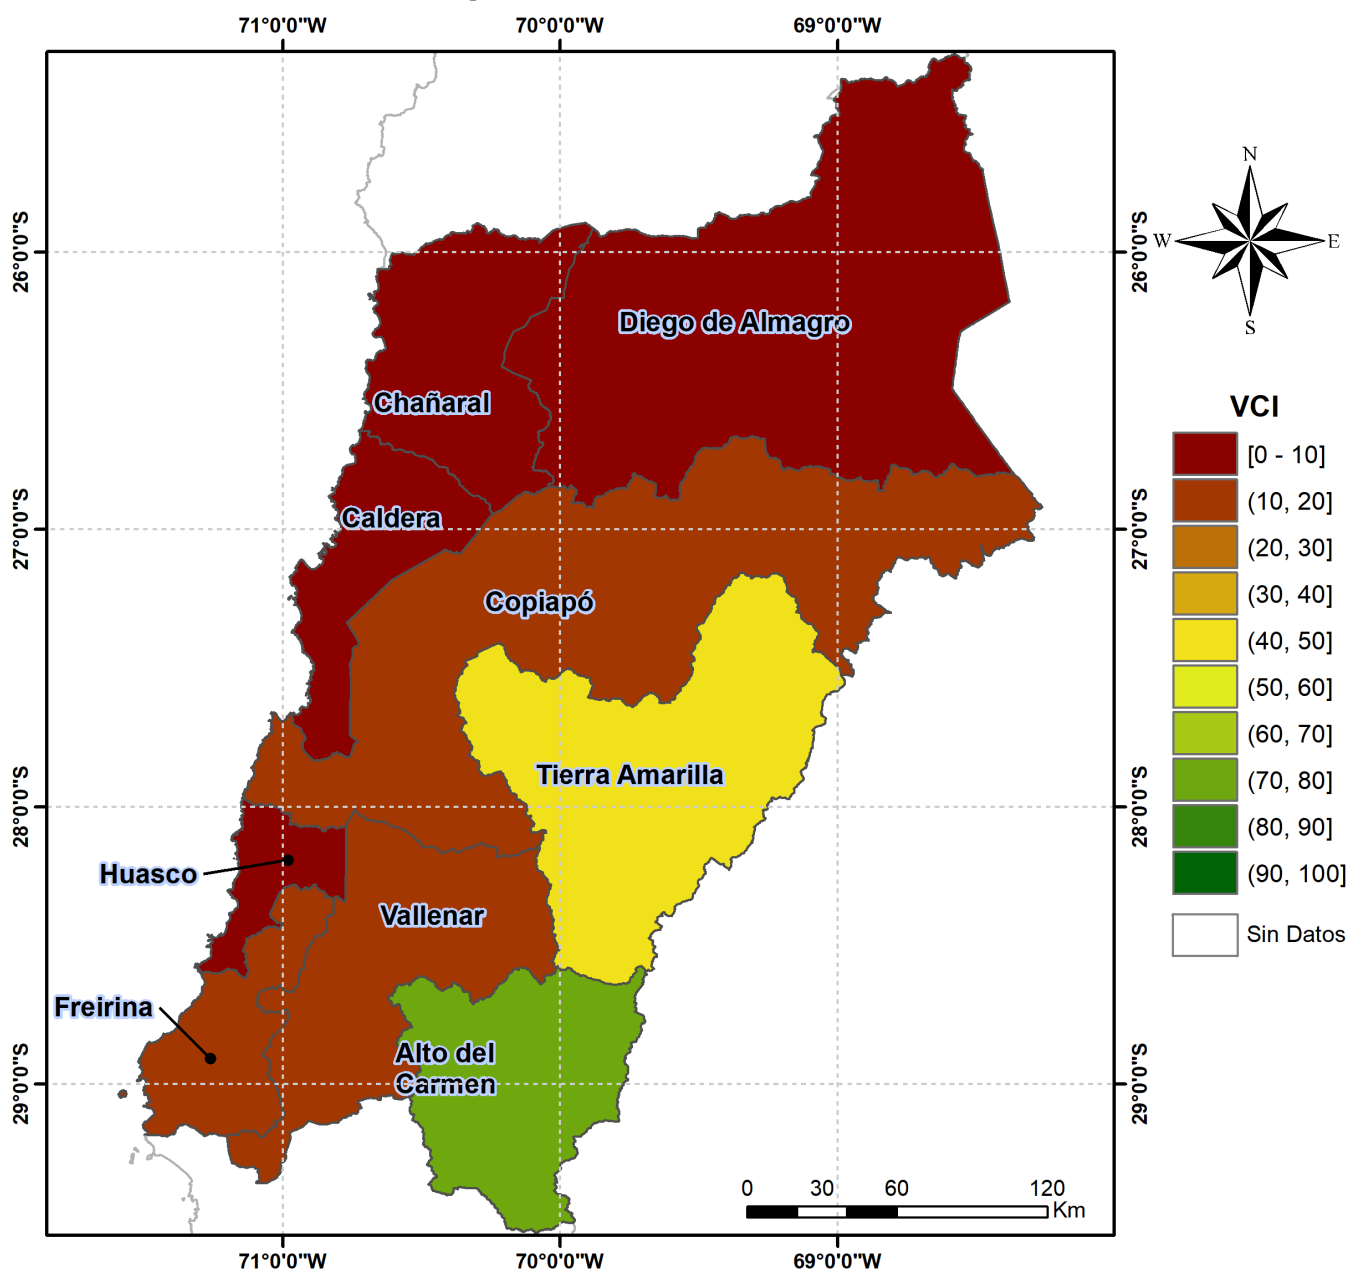 71°0'0"W 70°0'0"W 69°0'0"W
N
W E
S
26°0'0"S 26°0'0"S
Diego de Almagro
Chañaral
VCI
[0 - 10]
(10, 20]
(20, 30]
(30, 40]
(40, 50]
(50, 60]
(60, 70]
(70, 80]
(80, 90]
(90, 100]
Sin Datos
Caldera
27°0'0"S 27°0'0"S
Copiapó
Tierra Amarilla
28°0'0"S 28°0'0"S
Huasco
Vallenar
Freirina
Alto del
Carmen
29°0'0"S 29°0'0"S
0 30 60 120
Km
71°0'0"W 70°0'0"W 69°0'0"W